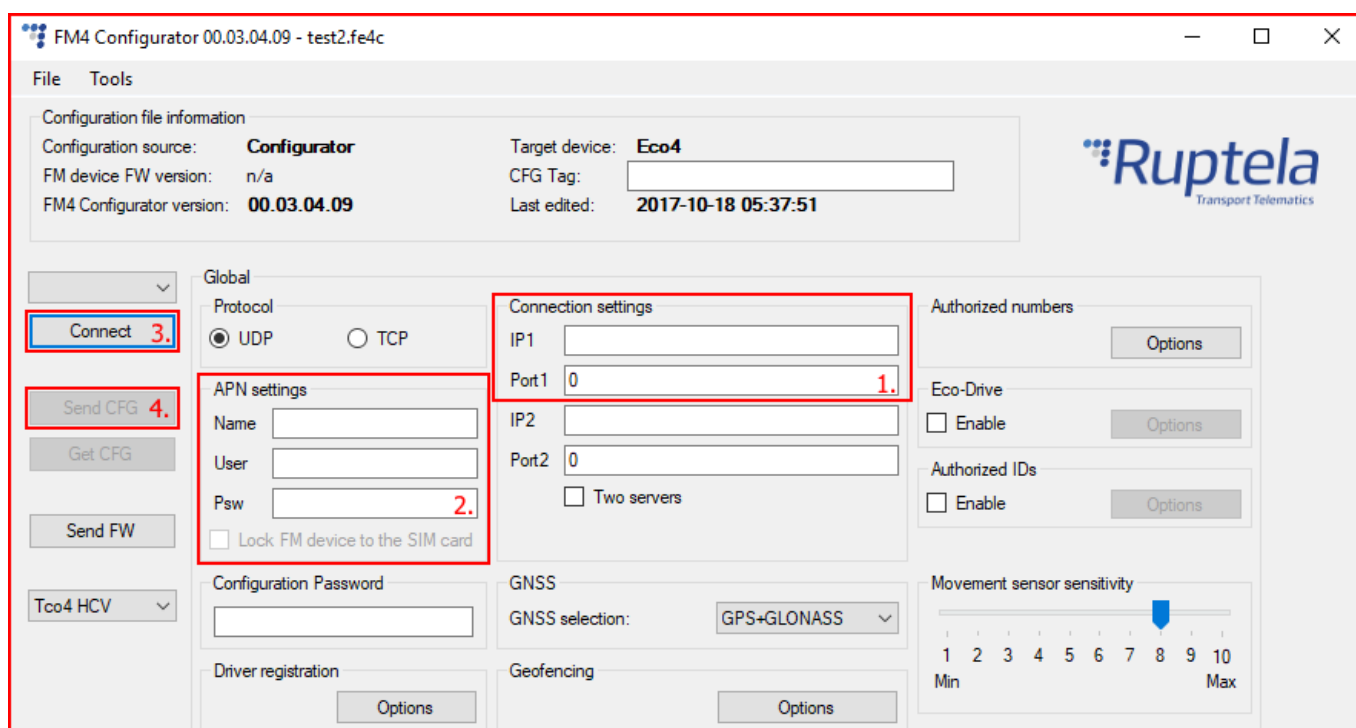 FM4 Configurator 00.03.04.09 - test2.fe4c
File Tools
Configuration file information
Configuration source: Configurator
FM device FW version: n/a
FM4 Configurator version: 00.03.04.09
Target device: Eco4
CFG Tag:
Last edited: 2017-10-18 05:37:51
Ruptela
Transport Telematics
Connect 3.
Send CFG 4.
Get CFG
Send FW
Tco4 HCV
Global
Protocol
UDP TCP
APN settings
Name
User
Psw 2.
Lock FM device to the SIM card
Configuration Password
Driver registration
Options
Connection settings
IP1
Port1 0 1.
IP2
Port2 0
Two servers
GNSS
GNSS selection: GPS+GLONASS
Geofencing
Options
Authorized numbers
Options
Eco-Drive
Enable Options
Authorized IDs
Enable Options
Movement sensor sensitivity
1 2 3 4 5 6 7 8 9 10
Min Max